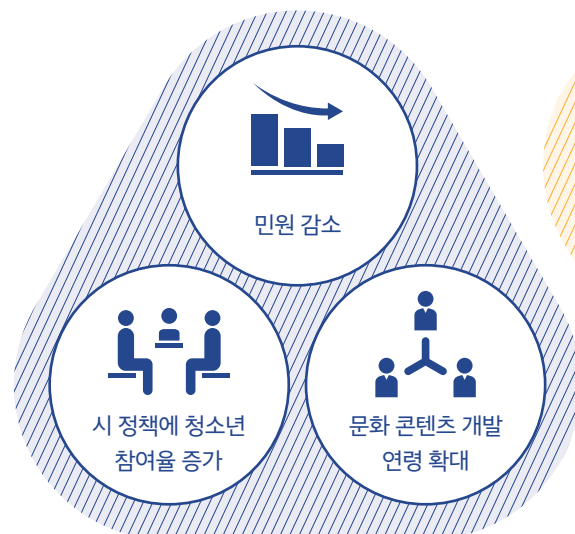 민원 감소
시 정책에 청소년
참여율 증가
문화 콘텐츠 개발
연령 확대